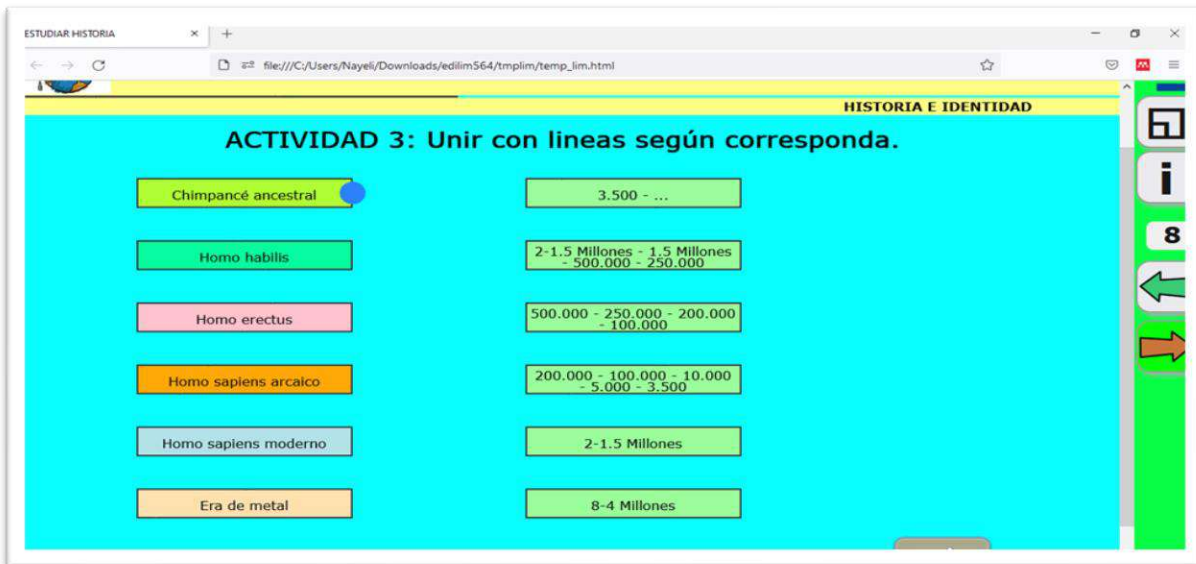 ESTUDIAR HISTORIA
file:///C:/Users/Nayeli/Downloads/edilim564/tmplim/temp_lim.html
HISTORIA E IDENTIDAD
ACTIVIDAD 3: Unir con lineas según corresponda.
Chimpancé ancestral
3.500 - ...
Homo habilis
2-1.5 Millones - 1.5 Millones
- 500.000 - 250.000
Homo erectus
500.000 - 250.000 - 200.000
- 100.000
Homo sapiens arcaico
200.000 - 100.000 - 10.000
- 5.000 - 3.500
Homo sapiens moderno
2-1.5 Millones
Era de metal
8-4 Millones
i
8